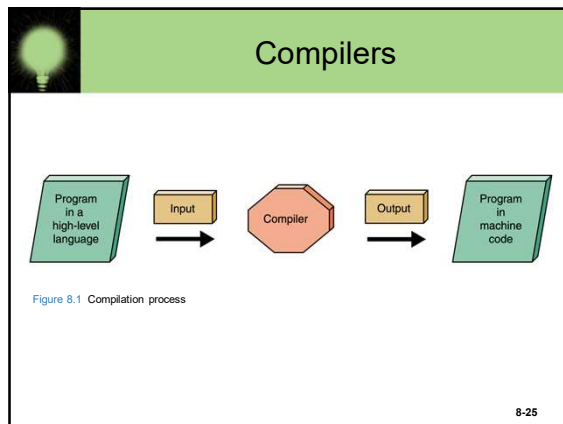 Compilers
Program
in a
high-level
language
Input
Compiler
Output
Program
in
machine
code
Figure 8.1 Compilation process
8-25